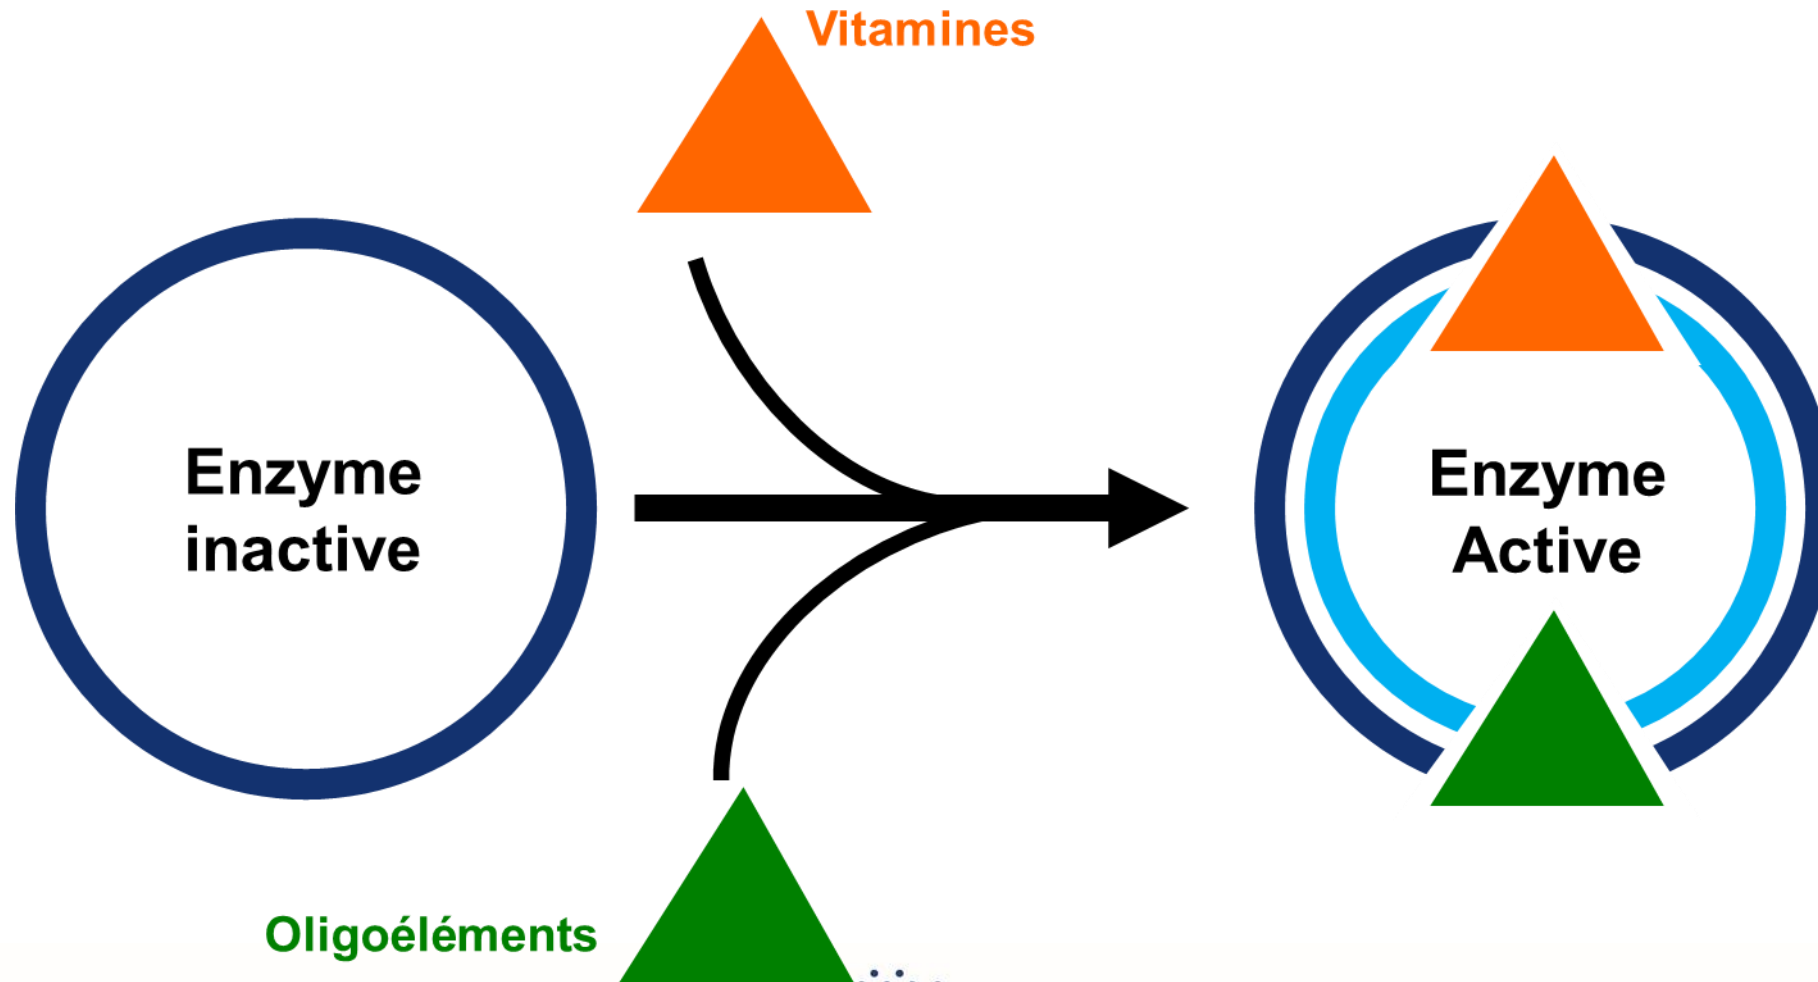 Vitamines
Enzyme
inactive
Enzyme
Active
Oligoéléments